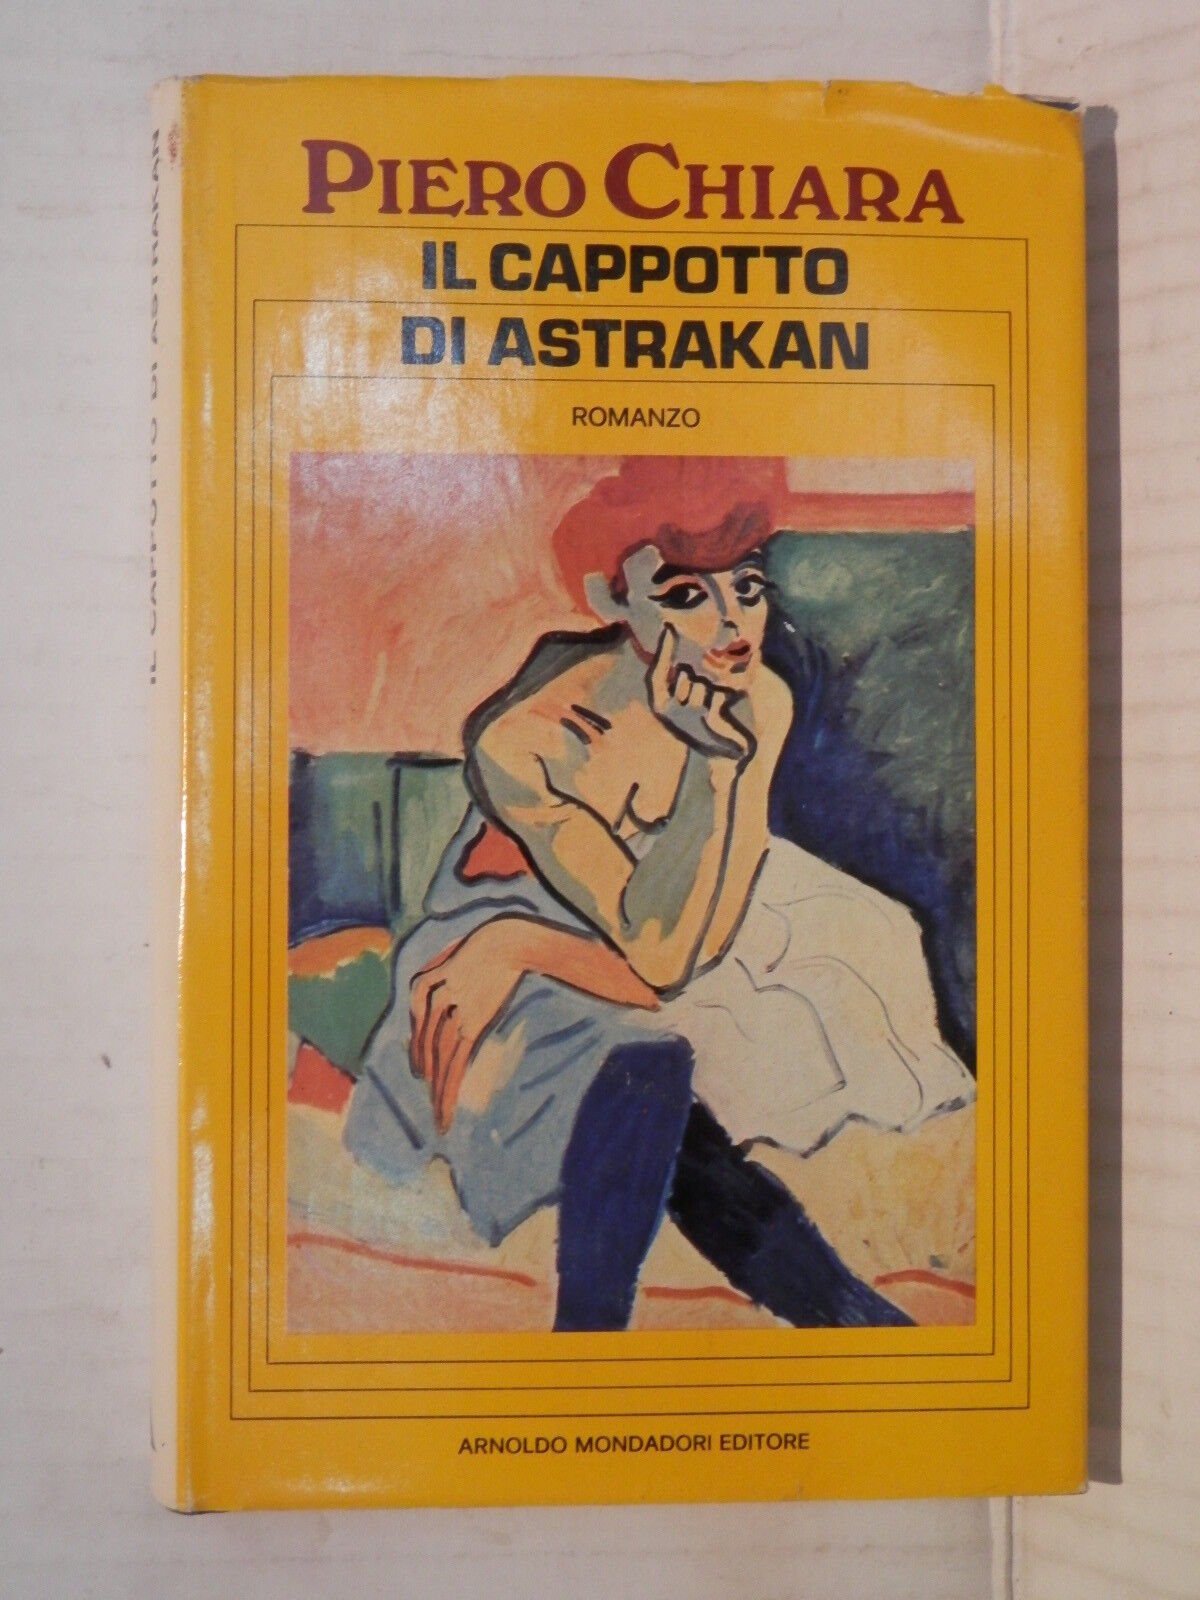 PIERO CHIARA
IL CAPPOTTO
DI ASTRAKAN
ROMANZO
ARNOLDO MONDADORI EDITORE
IL CAPPOTTO DI ASTRAKAN